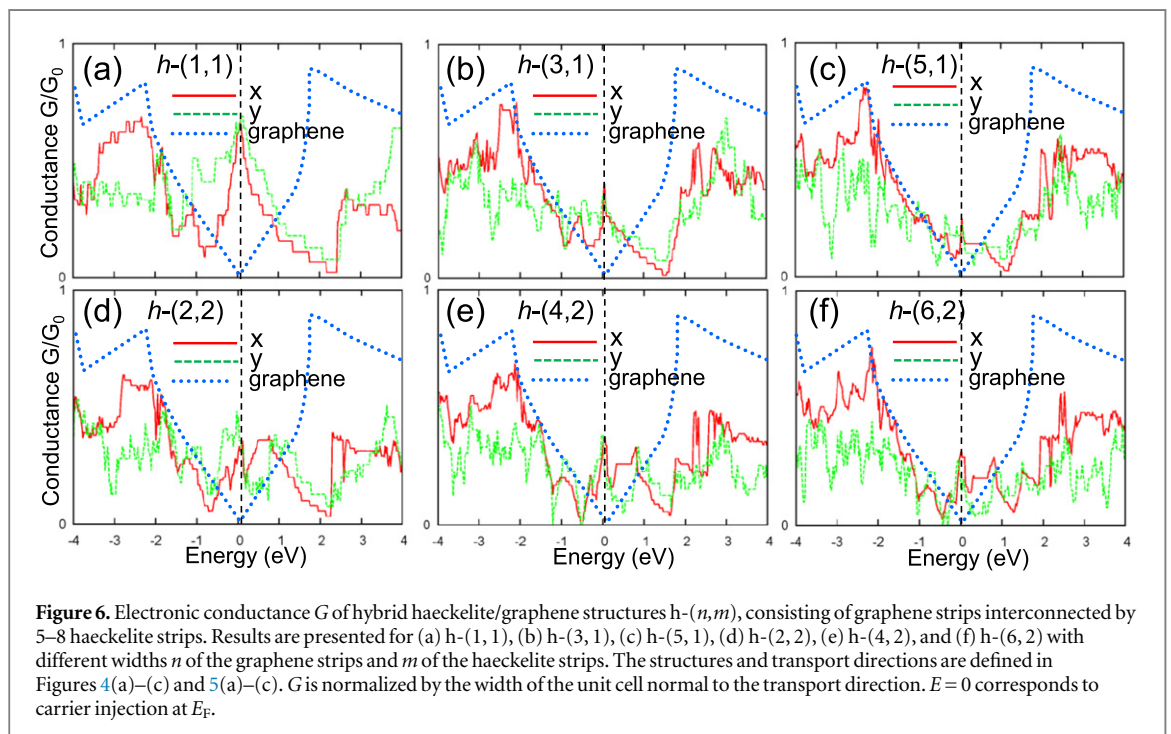 1
(a)
h-(1,1)
x
y
graphene
Conductance G/G0
0
(b)
h-(3,1)
x
y
graphene
0
1
(c)
h-(5,1)
x
y
graphene
0
1
(d)
h-(2,2)
x
y
graphene
Conductance G/G0
0
-4 -3 -2 -1 0 1 2 3 4
Energy (eV)
1
(e)
h-(4,2)
x
y
graphene
0
-4 -3 -2 -1 0 1 2 3 4
Energy (eV)
1
(f)
h-(6,2)
x
y
graphene
0
-4 -3 -2 -1 0 1 2 3 4
Energy (eV)
Figure 6. Electronic conductance G of hybrid haeckelite/graphene structures h-(n,m), consisting of graphene strips interconnected by
5–8 haeckelite strips. Results are presented for (a) h-(1, 1), (b) h-(3, 1), (c) h-(5, 1), (d) h-(2, 2), (e) h-(4, 2), and (f) h-(6, 2) with
different widths n of the graphene strips and m of the haeckelite strips. The structures and transport directions are defined in
Figures 4(a)–(c) and 5(a)–(c). G is normalized by the width of the unit cell normal to the transport direction. E = 0 corresponds to
carrier injection at EF.